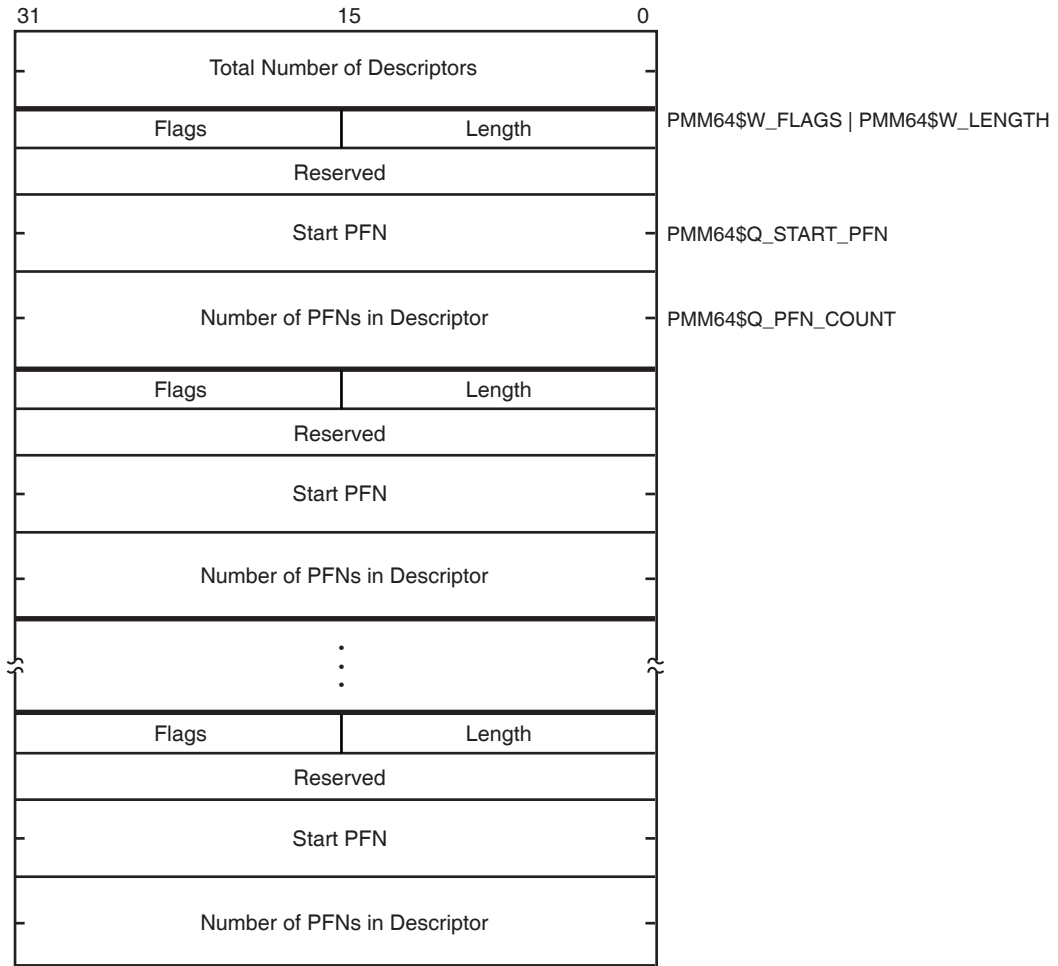 31 15 0
Total Number of Descriptors
Flags Length PMM64$W_FLAGS | PMM64$W_LENGTH
Reserved
Start PFN PMM64$Q_START_PFN
Number of PFNs in Descriptor PMM64$Q_PFN_COUNT
Flags Length
Reserved
Start PFN
Number of PFNs in Descriptor
Flags Length
Reserved
Start PFN
Number of PFNs in Descriptor